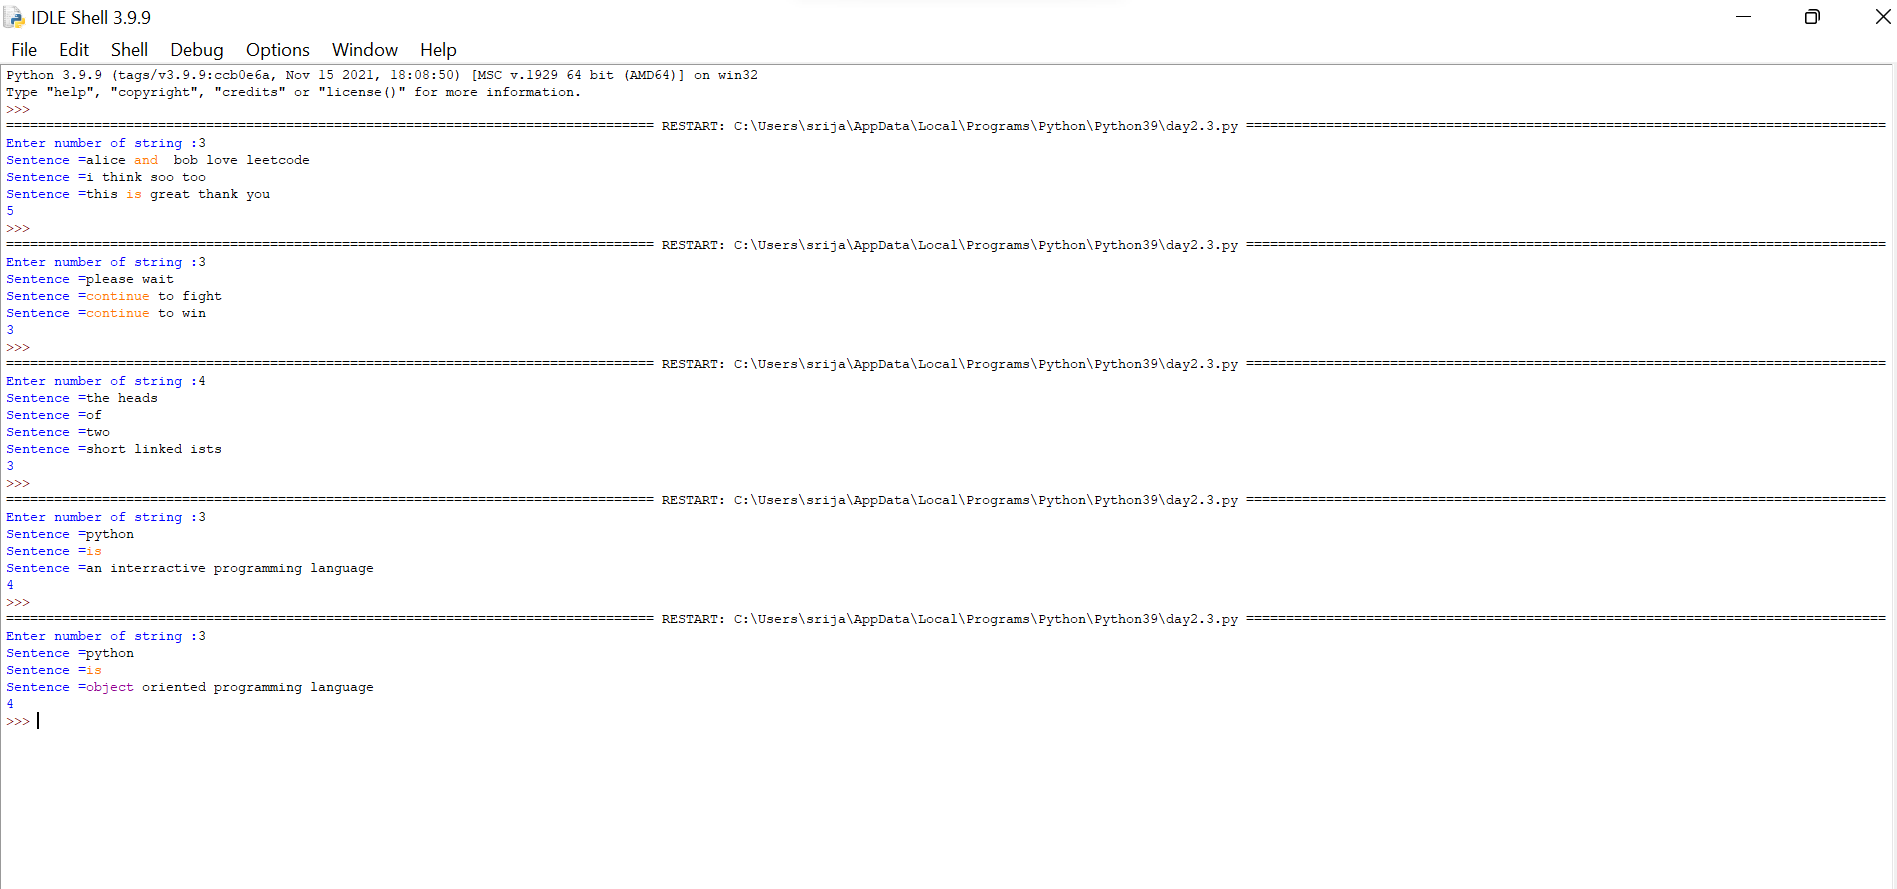 IDLE Shell 3.9.9
File Edit Shell Debug Options Window Help
Python 3.9.9 (tags/v3.9.9:ccb0e6a, Nov 15 2021, 18:08:50) [MSC v.1929 64 bit (AMD64)] on win32
Type "help", "copyright", "credits" or "license()" for more information.
>>>
================================================================================= RESTART: C:\Users\srija\AppData\Local\Programs\Python\Python39\day2.3.py ================================================================================
Enter number of string :3
Sentence =alice and  bob love leetcode
Sentence =i think soo too
Sentence =this is great thank you
5
>>>
================================================================================= RESTART: C:\Users\srija\AppData\Local\Programs\Python\Python39\day2.3.py ================================================================================
Enter number of string :3
Sentence =please wait
Sentence =continue to fight
Sentence =continue to win
3
>>>
================================================================================= RESTART: C:\Users\srija\AppData\Local\Programs\Python\Python39\day2.3.py ================================================================================
Enter number of string :4
Sentence =the heads
Sentence =of
Sentence =two
Sentence =short linked ists
3
>>>
================================================================================= RESTART: C:\Users\srija\AppData\Local\Programs\Python\Python39\day2.3.py ================================================================================
Enter number of string :3
Sentence =python
Sentence =is
Sentence =an interractive programming language
4
>>>
================================================================================= RESTART: C:\Users\srija\AppData\Local\Programs\Python\Python39\day2.3.py ================================================================================
Enter number of string :3
Sentence =python
Sentence =is
Sentence =object oriented programming language
4
>>>